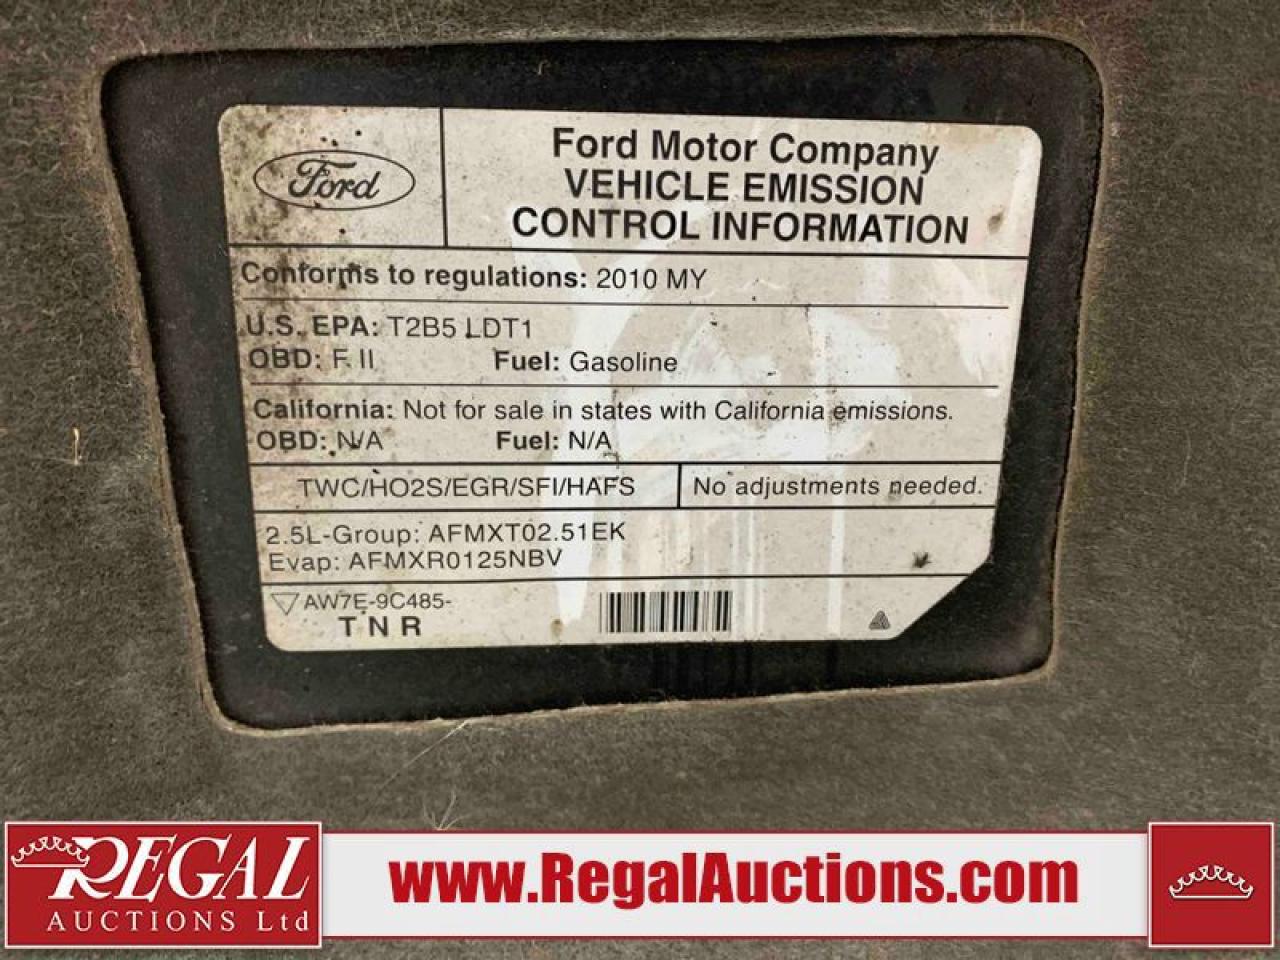 Ford
Ford Motor Company
VEHICLE EMISSION
CONTROL INFORMATION
Conforms to regulations: 2010 MY
U.S. EPA: T2B5 LDT1
OBD: F II Fuel: Gasoline
California: Not for sale in states with California emissions.
OBD: N/A Fuel: N/A
TWC/HO2S/EGR/SFI/HAFS No adjustments needed.
2.5L-Group: AFMXT02.51EK
Evap: AFMXR0125NBV
AW7E-9C485-
TNR
REGAL
AUCTIONS Ltd
www.RegalAuctions.com